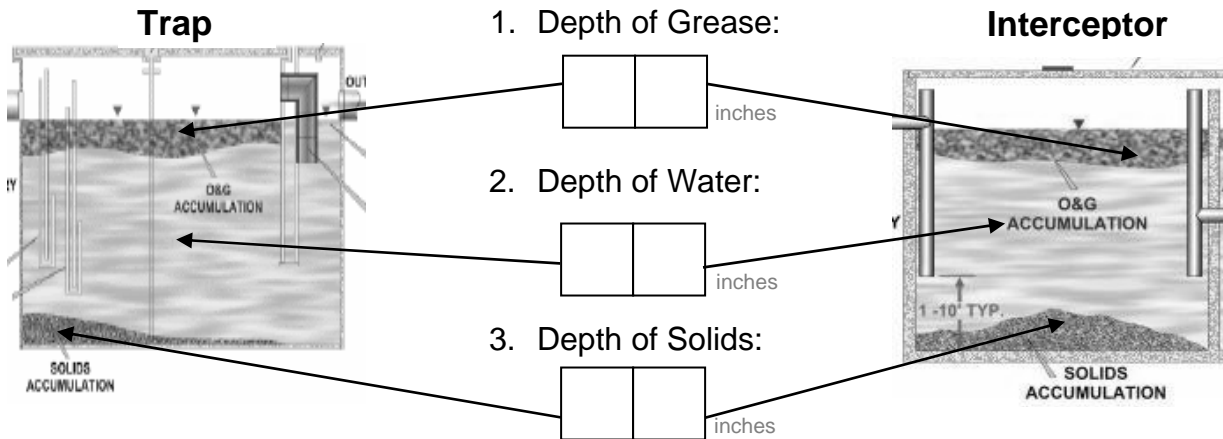 Trap
1. Depth of Grease:
Interceptor
OUT
inches
O&G
ACCUMULATION
2. Depth of Water:
O&G
ACCUMULATION
inches
1 -10" TYP.
3. Depth of Solids:
SOLIDS
ACCUMULATION
SOLIDS
ACCUMULATION
inches